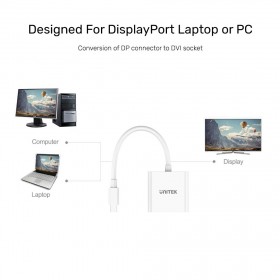 Designed For DisplayPort Laptop or PC
Conversion of DP connector to DVI socket
Computer
Display
UNITEK
Laptop